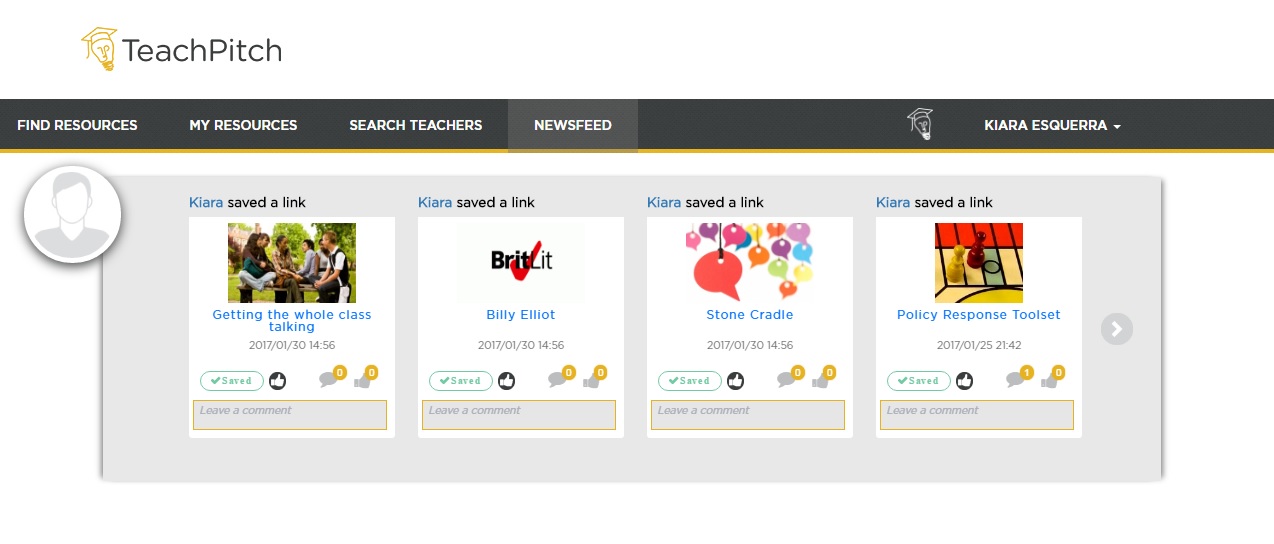 TeachPitch
FIND RESOURCES MY RESOURCES SEARCH TEACHERS NEWSFEED KIARA ESQUERRA
Kiara saved a link
BritLit
Getting the whole class
talking
2017/01/30 14:56
Saved 0 0
Leave a comment
Kiara saved a link
Billy Elliot
2017/01/30 14:56
Saved 0 0
Leave a comment
Kiara saved a link
Stone Cradle
2017/01/30 14:56
Saved 0 0
Leave a comment
Kiara saved a link
Policy Response Toolset
2017/01/25 21:42
Saved 1 0
Leave a comment